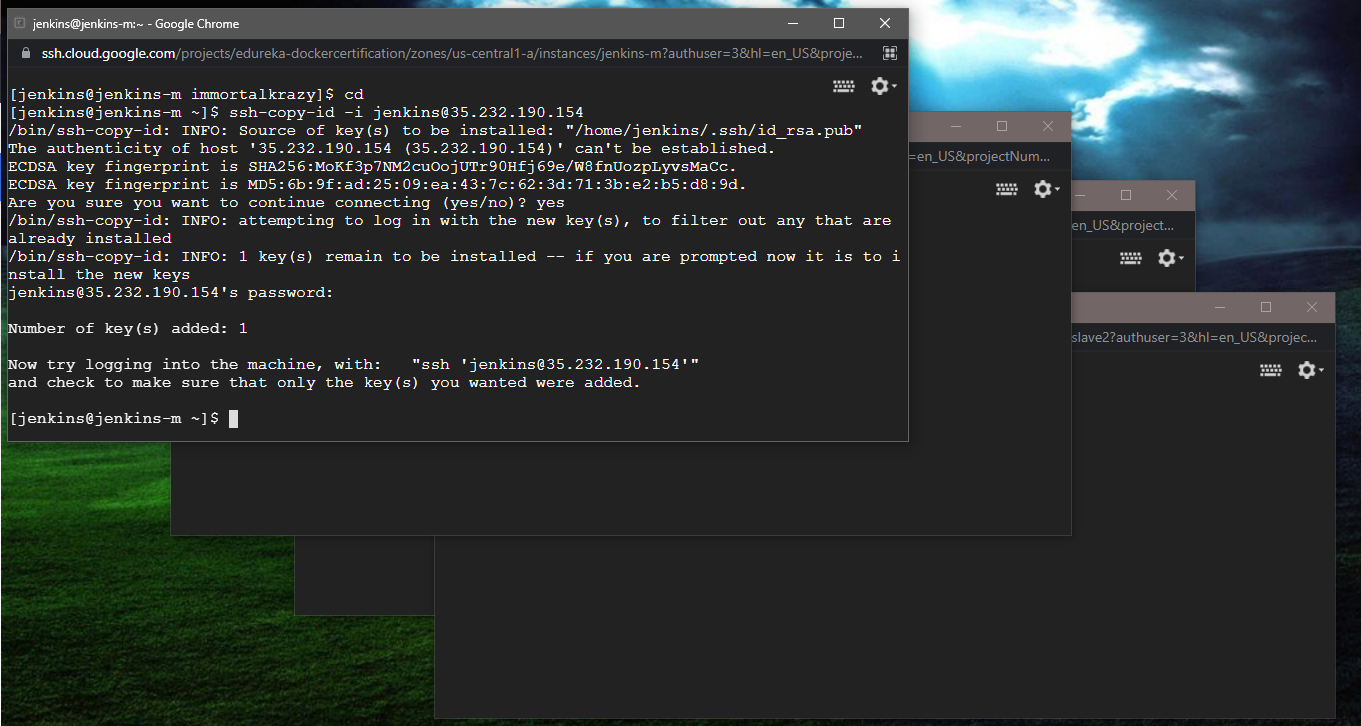 jenkins@jenkins-m:~ - Google Chrome
ssh.cloud.google.com/projects/edureka-dockercertification/zones/us-central1-a/instances/jenkins-m?authuser=3&hl=en_US&proje...
[jenkins@jenkins-m immortalkrazy]$ cd
[jenkins@jenkins-m ~]$ ssh-copy-id -i jenkins@35.232.190.154
/bin/ssh-copy-id: INFO: Source of key(s) to be installed: "/home/jenkins/.ssh/id_rsa.pub"
The authenticity of host '35.232.190.154 (35.232.190.154)' can't be established.
ECDSA key fingerprint is SHA256:MoKf3p7NM2cuOojUTr90Hfj69e/W8fnUozpLyvsMaCc.
ECDSA key fingerprint is MD5:6b:9f:ad:25:09:ea:43:7c:62:3d:71:3b:e2:b5:d8:9d.
Are you sure you want to continue connecting (yes/no)? yes
/bin/ssh-copy-id: INFO: attempting to log in with the new key(s), to filter out any that are
already installed
/bin/ssh-copy-id: INFO: 1 key(s) remain to be installed -- if you are prompted now it is to i
nstall the new keys
jenkins@35.232.190.154's password:
Number of key(s) added: 1
Now try logging into the machine, with:   "ssh 'jenkins@35.232.190.154'"
and check to make sure that only the key(s) you wanted were added.
[jenkins@jenkins-m ~]$
=en_US&projectNum...
en_US&project...
slave2?authuser=3&hl=en_US&projec...